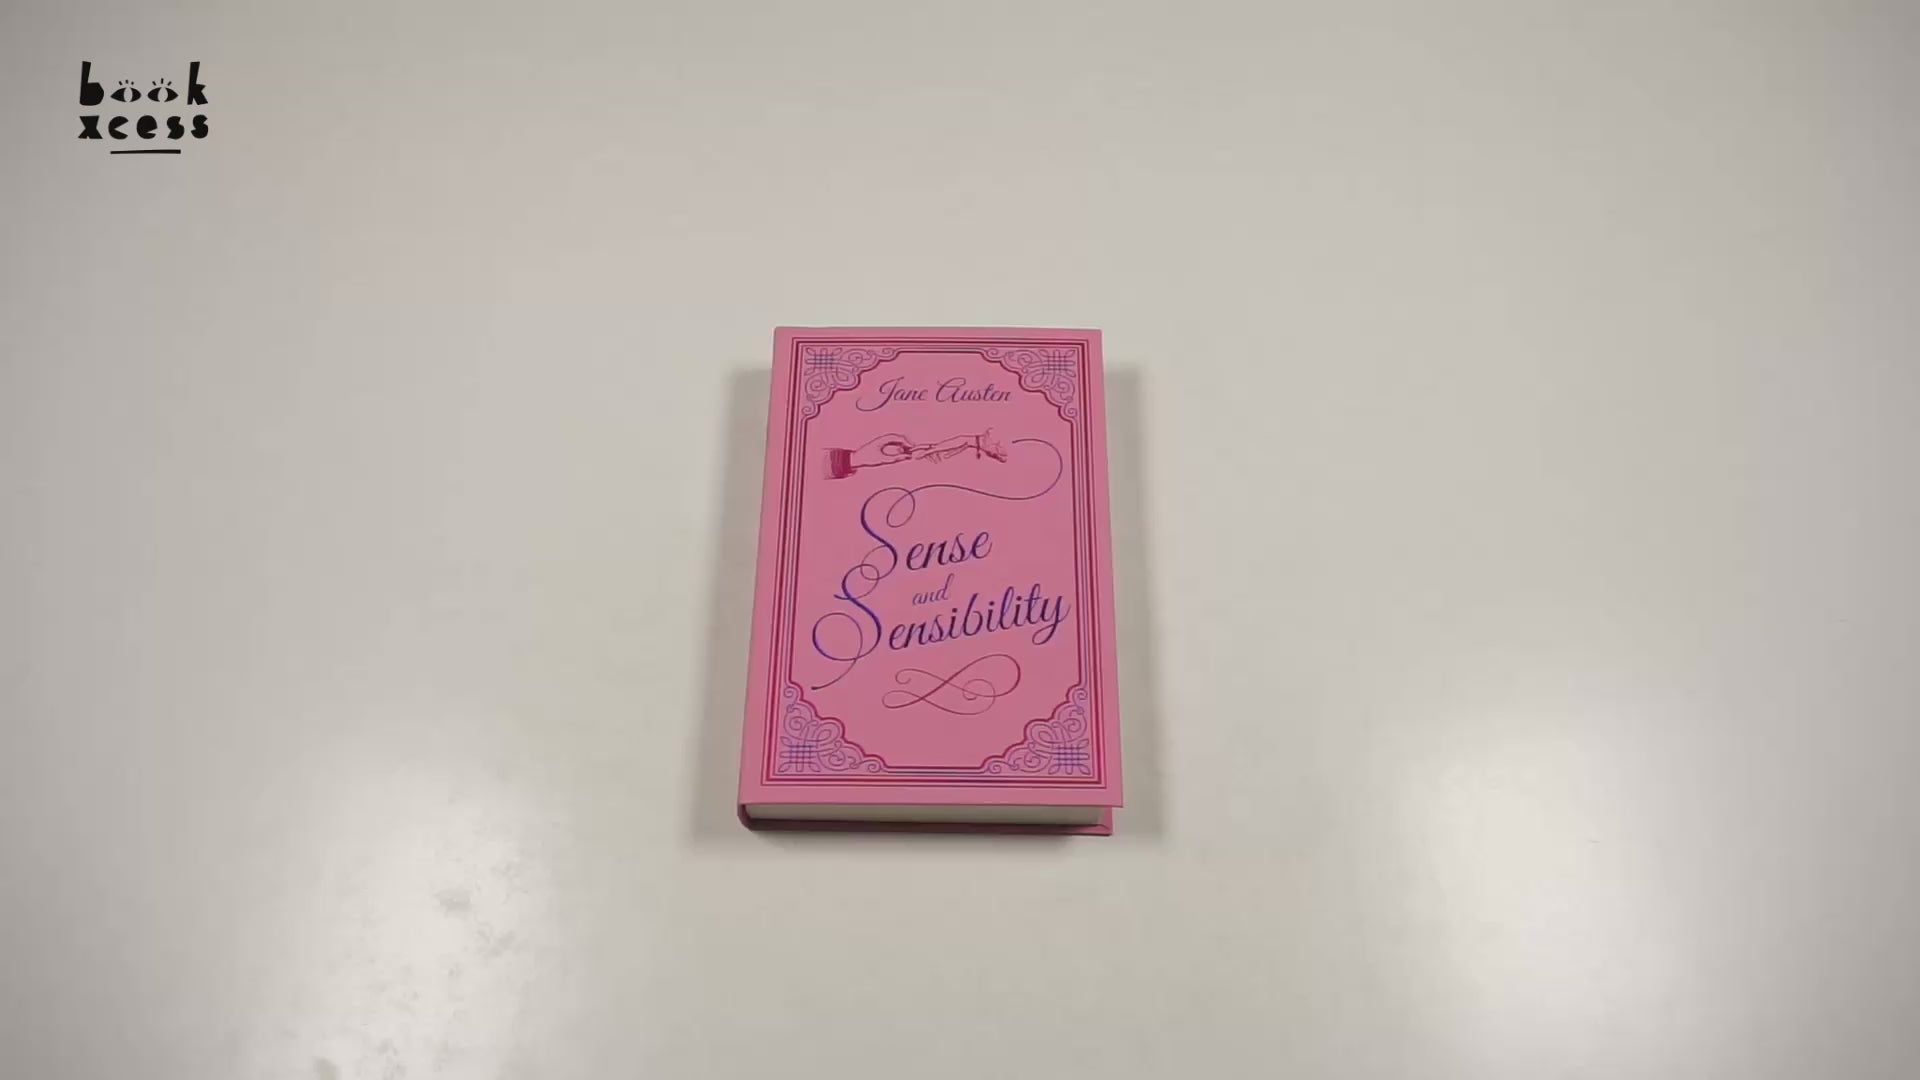 book
xcess
Jane Austen
Sense
and
Sensibility